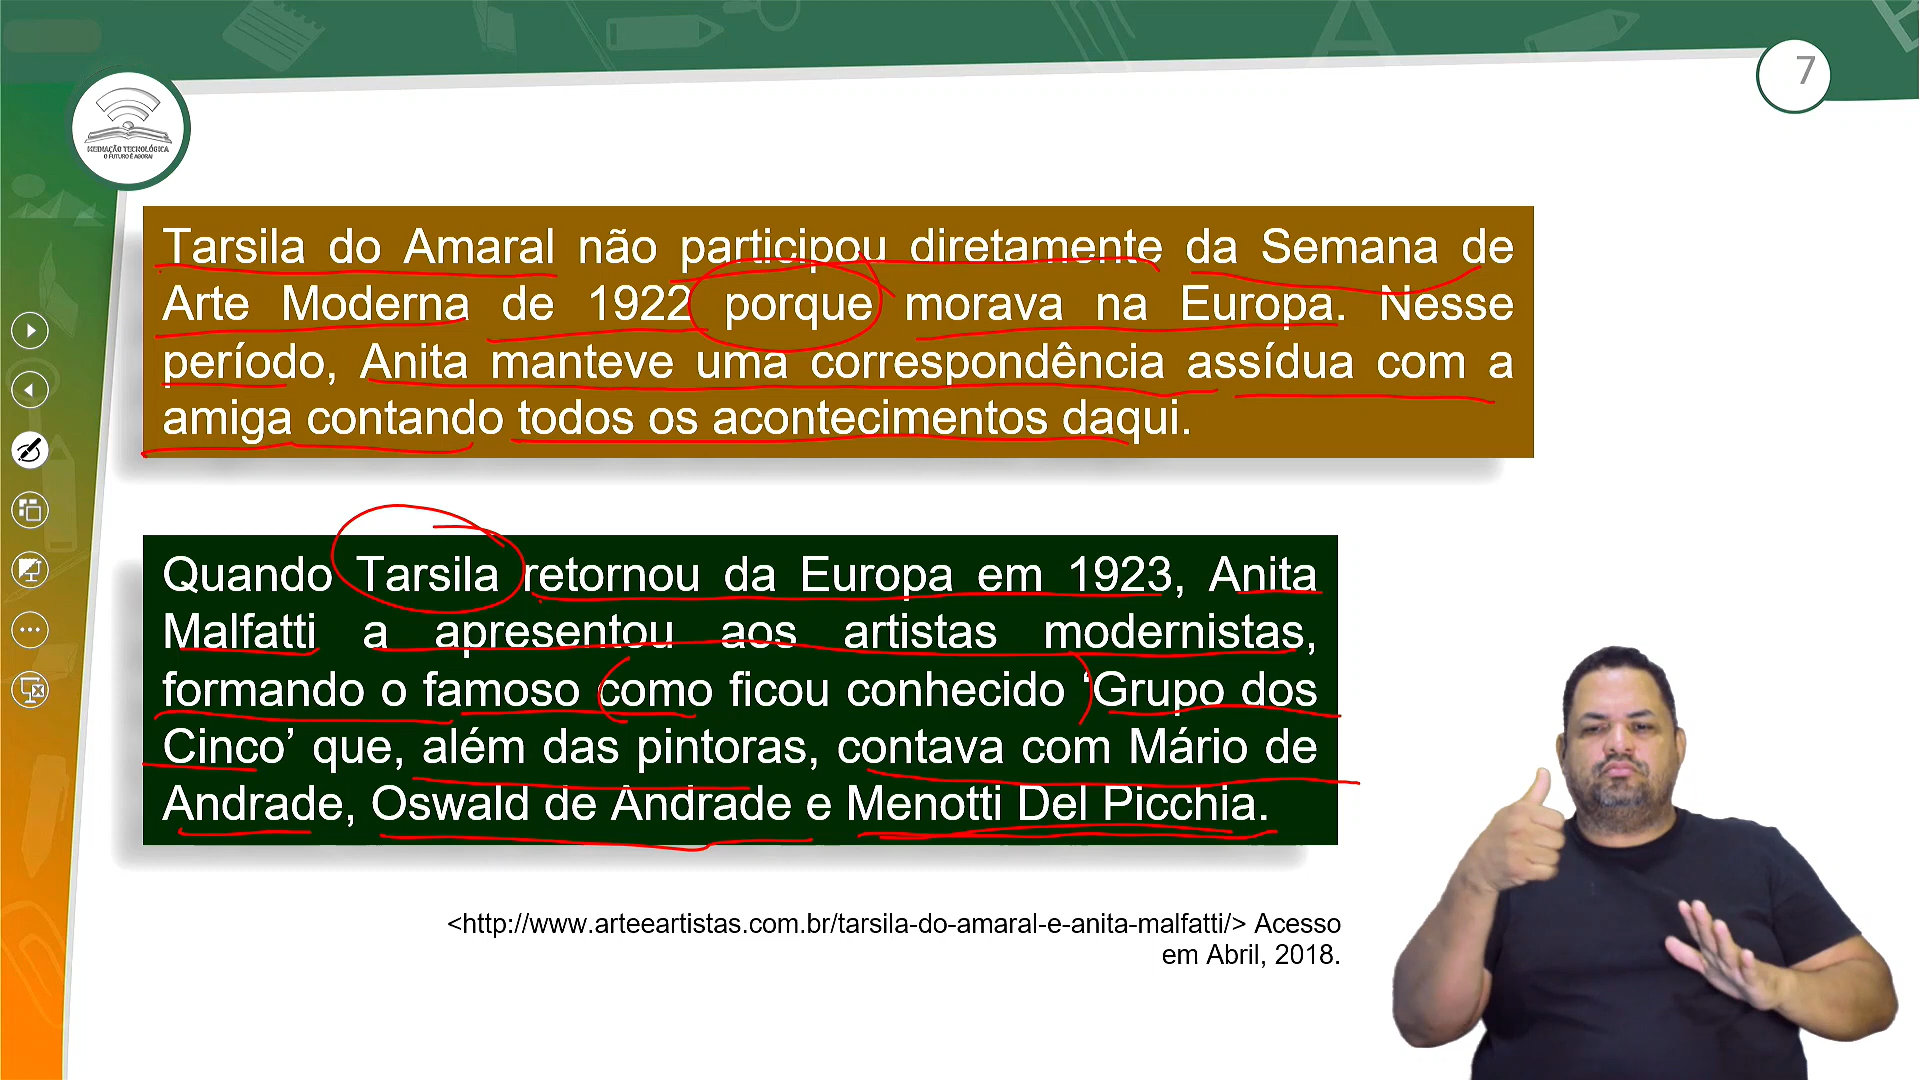 7
MEDIAÇÃO TECNOLÓGICA
O FUTURO É AGORA!
Tarsila do Amaral não participou diretamente da Semana de
Arte Moderna de 1922 porque morava na Europa. Nesse
período, Anita manteve uma correspondência assídua com a
amiga contando todos os acontecimentos daqui.
Quando Tarsila retornou da Europa em 1923, Anita
Malfatti a apresentou aos artistas modernistas,
formando o famoso como ficou conhecido ‘Grupo dos
Cinco’ que, além das pintoras, contava com Mário de
Andrade, Oswald de Andrade e Menotti Del Picchia.
<http://www.arteeartistas.com.br/tarsila-do-amaral-e-anita-malfatti/> Acesso
em Abril, 2018.